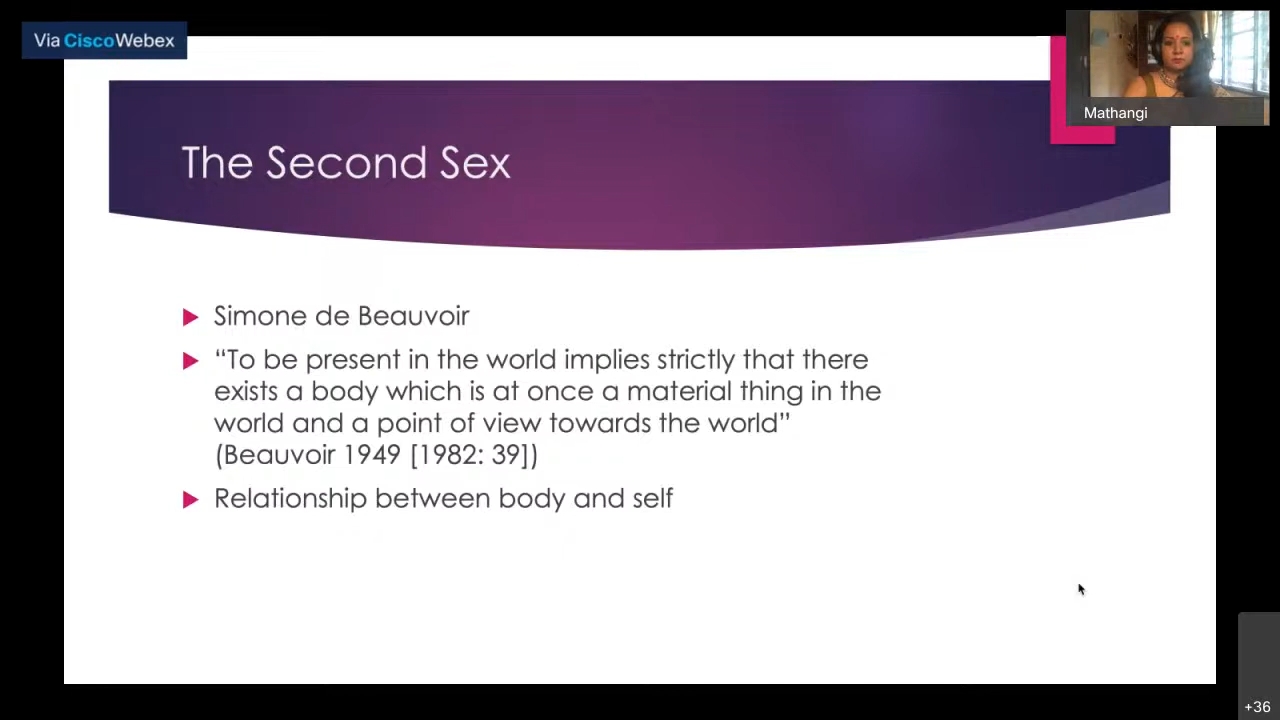 Via CiscoWebex
Mathangi
The Second Sex
Simone de Beauvoir
“To be present in the world implies strictly that there
exists a body which is at once a material thing in the
world and a point of view towards the world”
(Beauvoir 1949 [1982: 39])
Relationship between body and self
+36